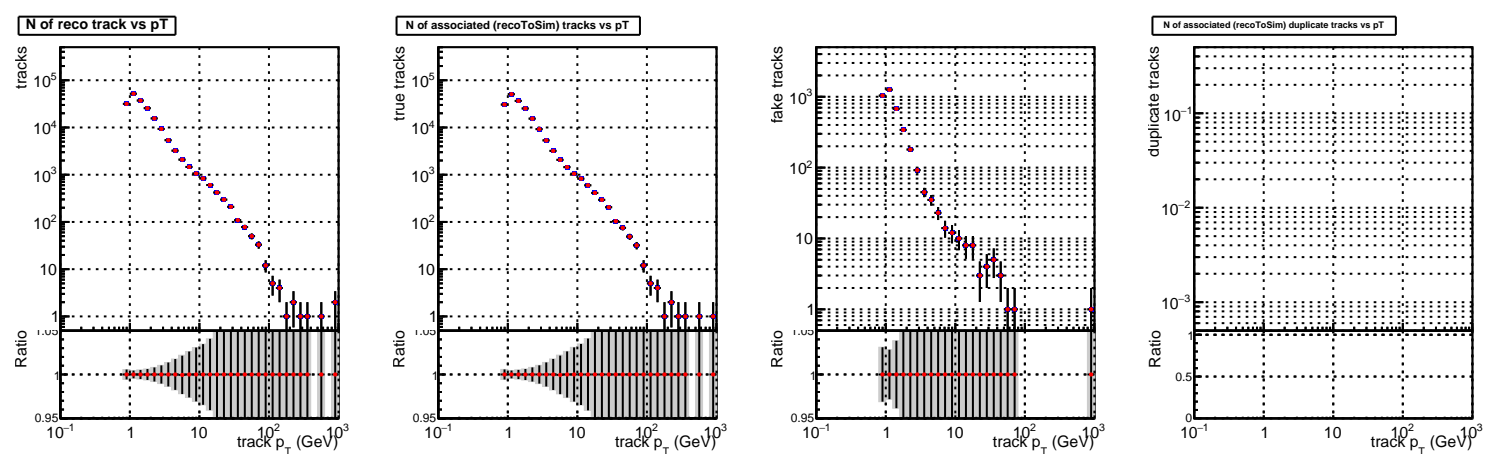 N of reco track vs pT
tracks
10^5
10^4
10^3
10^2
10
1
Ratio
1.05
1
0.95
10^−1 1 10 10^2 10^3
track p_T (GeV)
N of associated (recoToSim) tracks vs pT
true tracks
10^5
10^4
10^3
10^2
10
1
Ratio
1.05
1
0.95
10^−1 1 10 10^2 10^3
track p_T (GeV)
fake tracks
10^3
10^2
10
1
Ratio
1.05
1
0.95
10^−1 1 10 10^2 10^3
track p_T (GeV)
N of associated (recoToSim) duplicate tracks vs pT
duplicate tracks
10^−1
10^−2
10^−3
Ratio
1
0.5
0
10^−1 1 10 10^2 10^3
track p_T (GeV)